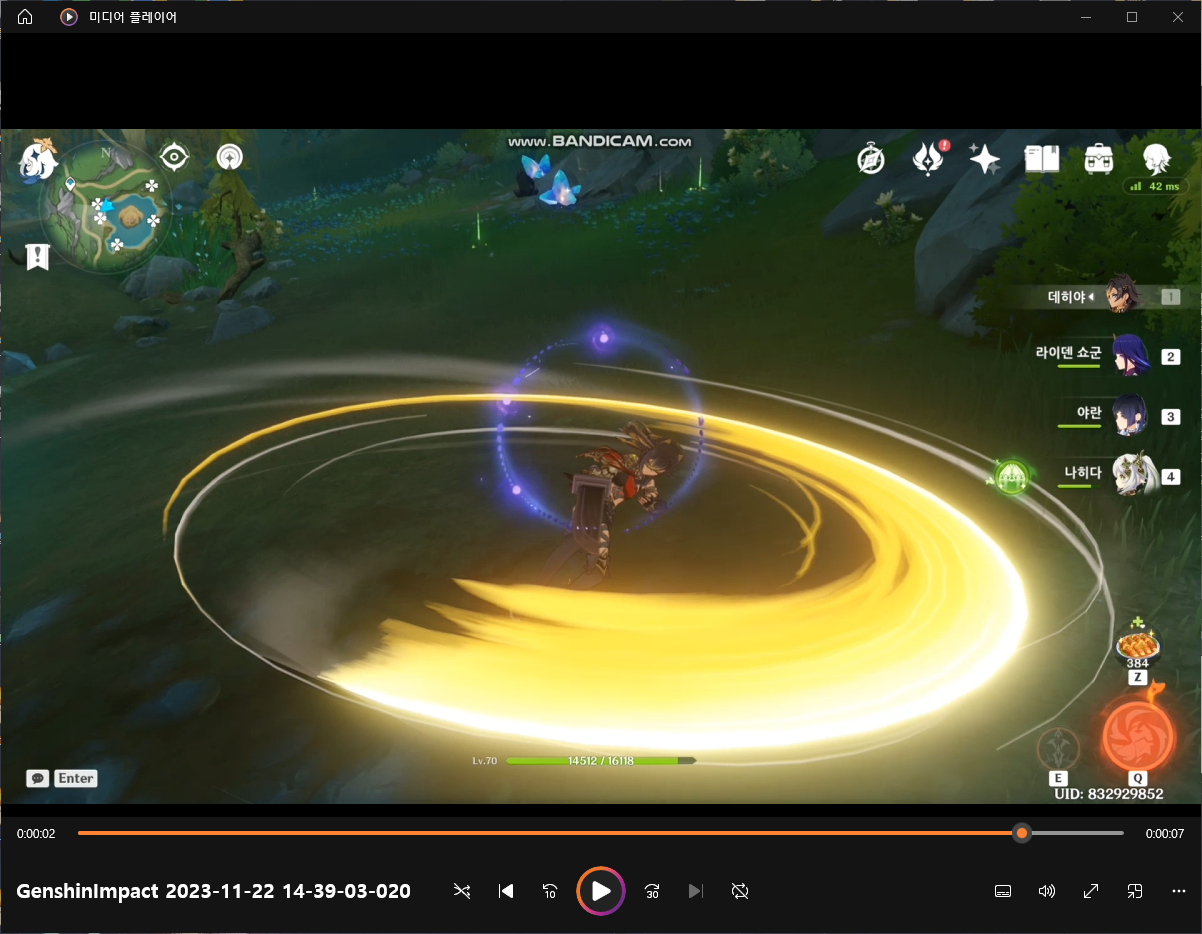 미디어 플레이어
www.BANDICAM.com
N
42 ms
데히야
1
라이덴 쇼군
2
야란
3
나히다
4
384
Z
Lv.70
14512 / 16118
Enter
E
Q
UID: 832929852
0:00:02
0:00:07
GenshinImpact 2023-11-22 14-39-03-020
10
30